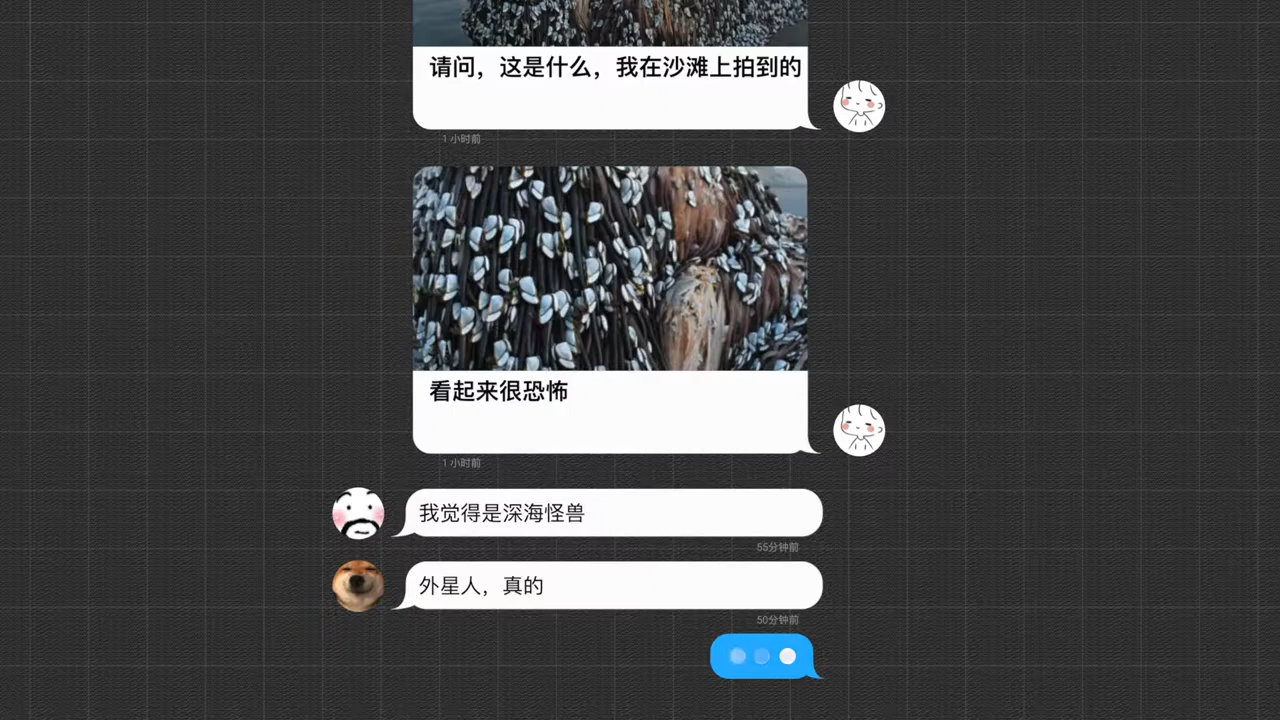 请问，这是什么，我在沙滩上拍到的
1 小时前
看起来很恐怖
1 小时前
我觉得是深海怪兽
55分钟前
外星人，真的
50分钟前